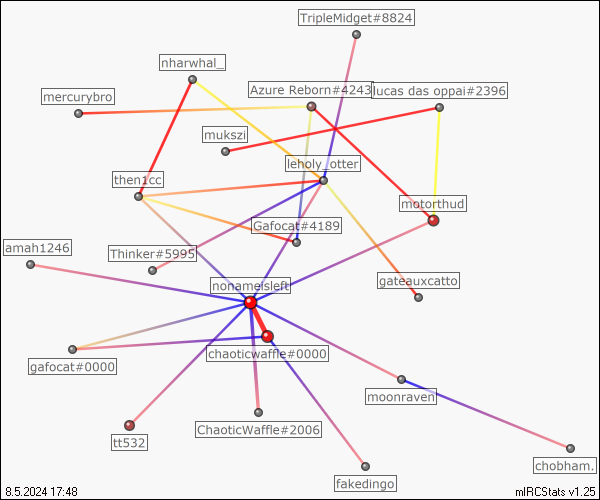 TripleMidget#8824
nharwhal_
Azure Reborn#4243
lucas das oppai#2396
mercurybro
mukszi
leholy_otter
then1cc
motorthud
Gafocat#4189
amah1246
Thinker#5995
nonameisleft
gateauxcatto
chaoticwaffle#0000
gafocat#0000
moonraven
ChaoticWaffle#2006
tt532
chobham.
fakedingo
8.5.2024 17:48
mIRCStats v1.25